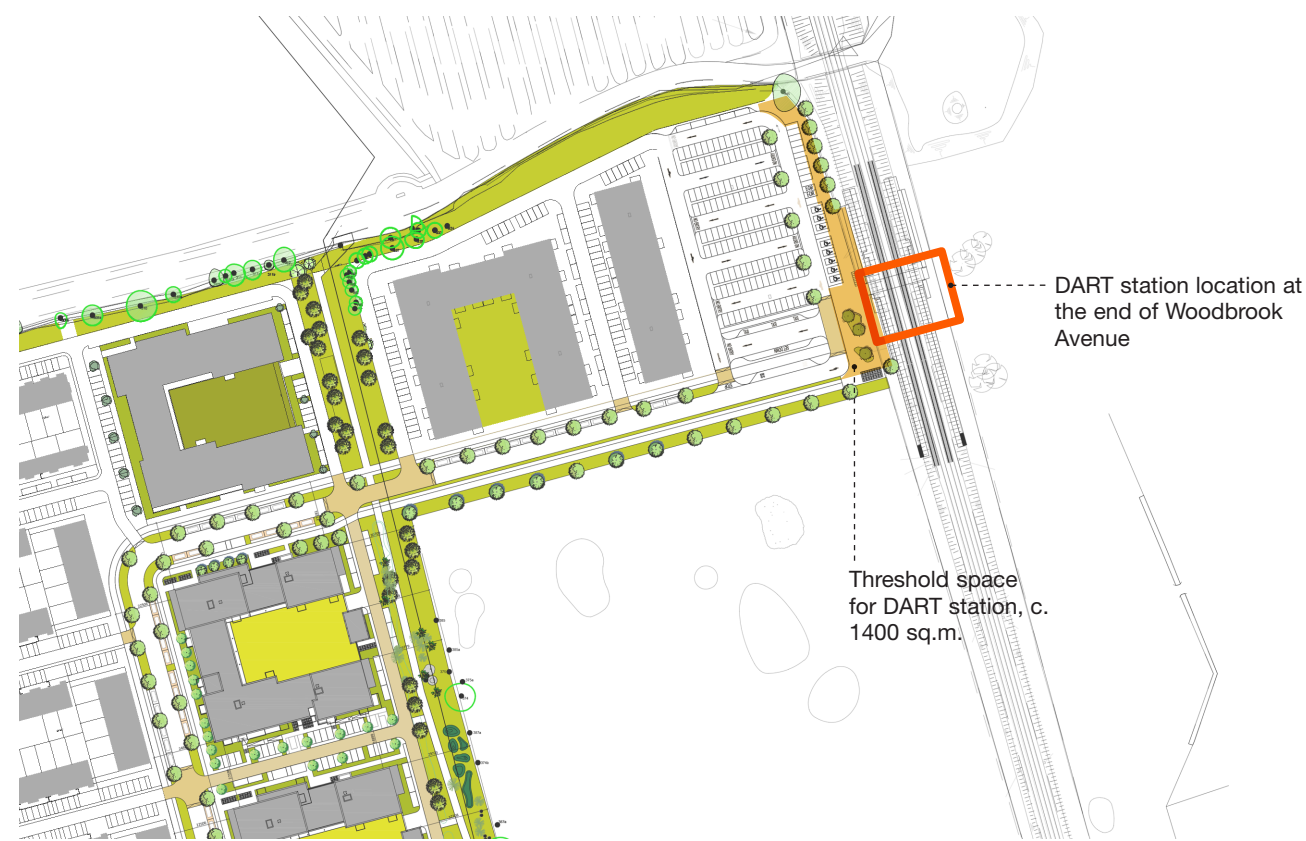 DART station location at
the end of Woodbrook
Avenue
Threshold space
for DART station, c.
1400 sq.m.